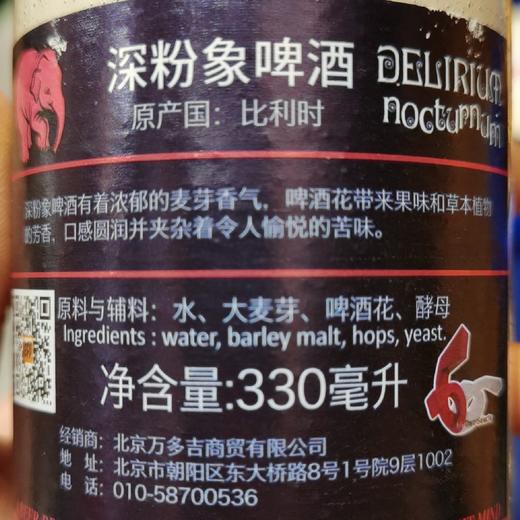 深粉象啤酒
DELIRIUM
nocturnum
原产国：比利时
深粉象啤酒有着浓郁的麦芽香气，啤酒花带来果味和草本植物
的芳香，口感圆润并夹杂着令人愉悦的苦味。
原料与辅料：水、大麦芽、啤酒花、酵母
Ingredients : water, barley malt, hops, yeast.
净含量:330毫升
经销商：北京万多吉商贸有限公司
地 址：北京市朝阳区东大桥路8号1号院9层1002
电 话：010-58700536